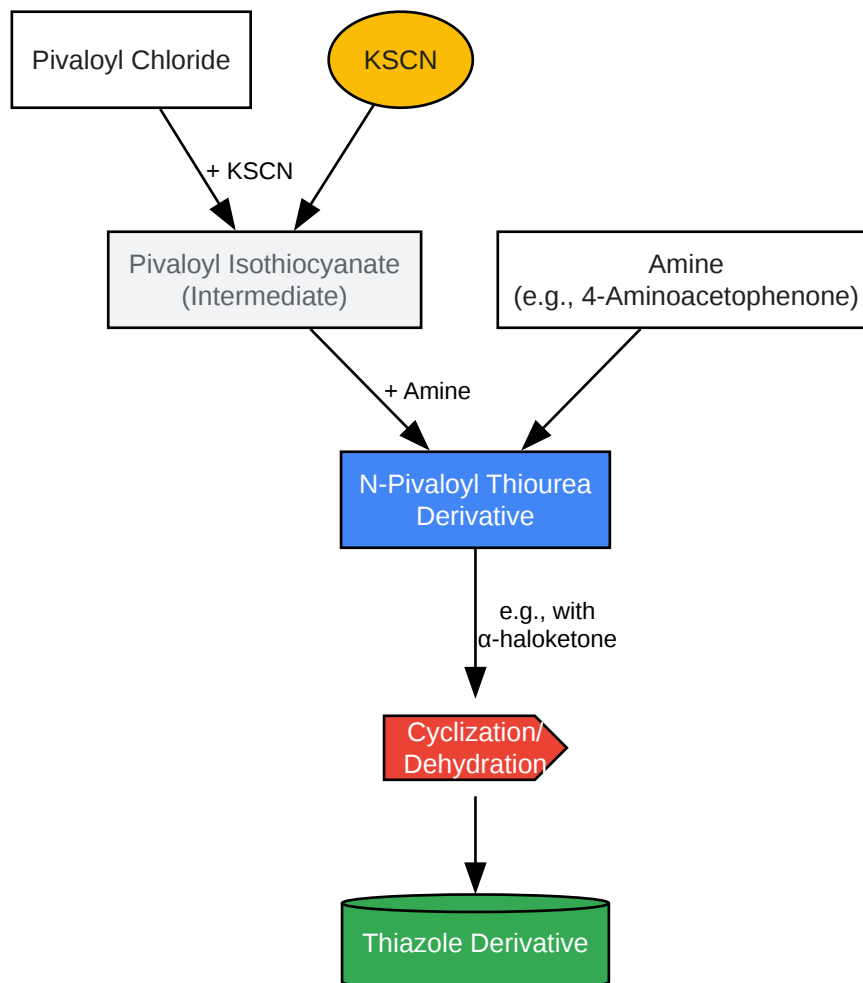 Pivaloyl Chloride
KSCN
+ KSCN
Pivaloyl Isothiocyanate
(Intermediate)
Amine
(e.g., 4-Aminoacetophenone)
+ Amine
N-Pivaloyl Thiourea
Derivative
e.g., with
α-haloketone
Cyclization/
Dehydration
Thiazole Derivative